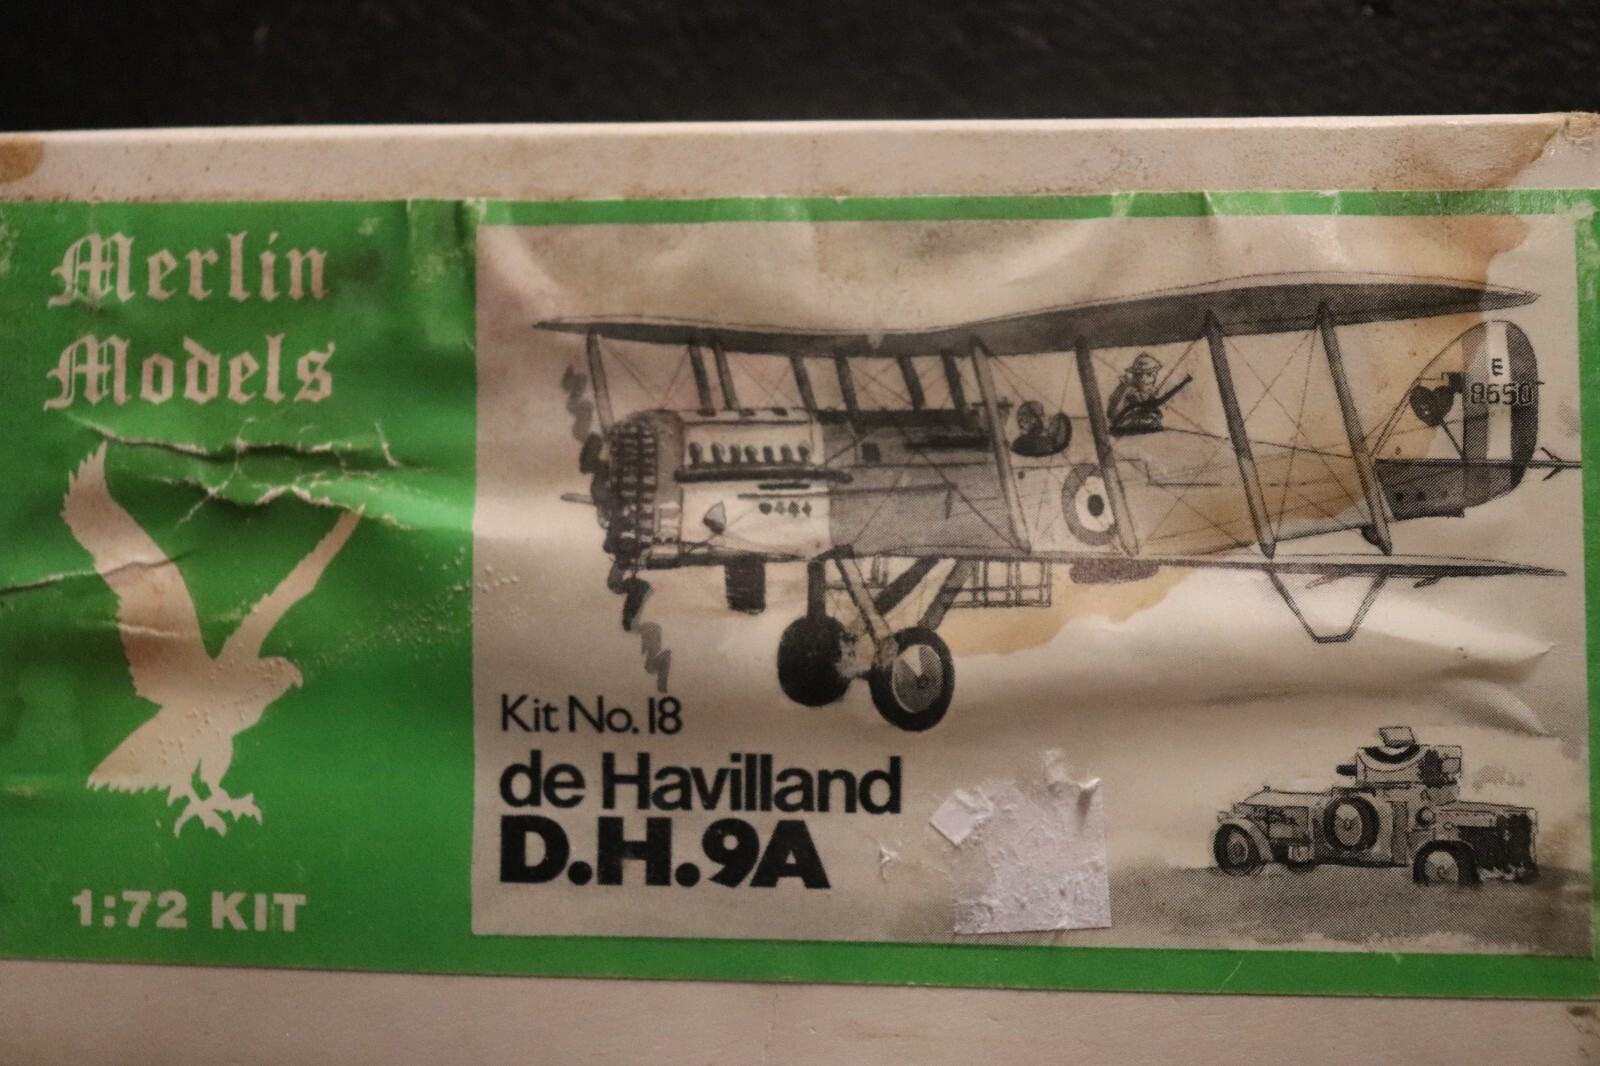 Merlin
Models
1:72 KIT
E
8650
Kit No. 18
de Havilland
D.H.9A